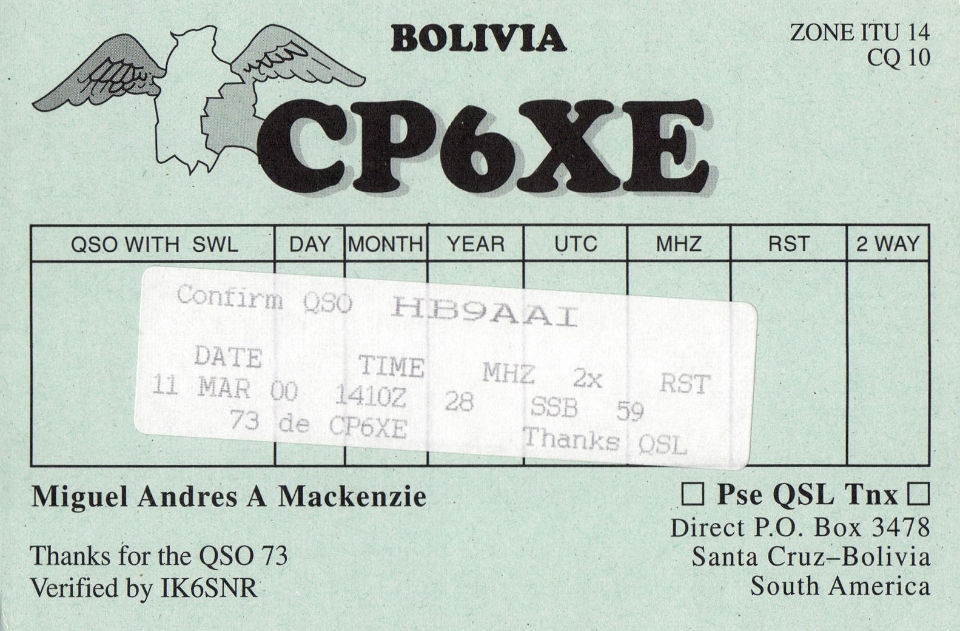 BOLIVIA
ZONE ITU 14
CQ 10
CP6XE
QSO WITH SWL DAY MONTH YEAR UTC MHZ RST 2 WAY
Confirm QSO HB9AAI
DATE TIME MHZ 2x RST
11 MAR 00 1410Z 28 SSB 59
73 de CP6XE Thanks QSL
Miguel Andres A Mackenzie
Pse QSL Tnx
Direct P.O. Box 3478
Santa Cruz–Bolivia
South America
Thanks for the QSO 73
Verified by IK6SNR